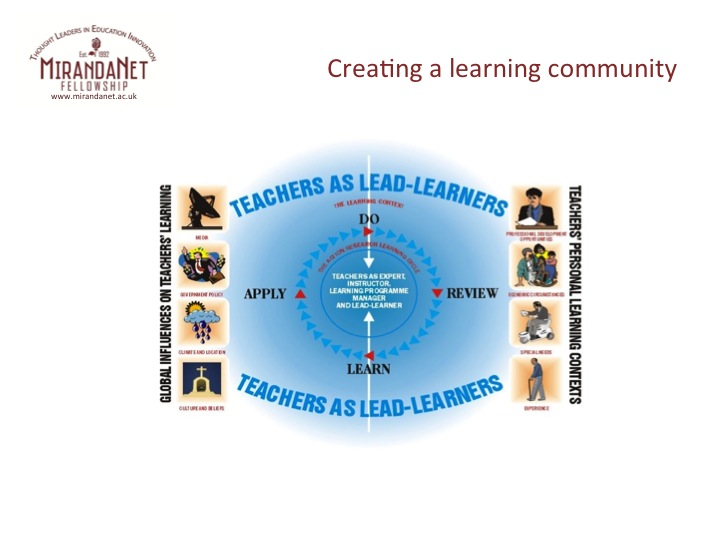 THOUGHT LEADERS IN EDUCATION INNOVATION
Est. 1992
MIRANDANET
FELLOWSHIP
www.mirandanet.ac.uk
Creating a learning community
GLOBAL INFLUENCES ON TEACHERS' LEARNING
MEDIA
GOVERNMENT POLICY
CLIMATE AND LOCATION
CULTURE AND BELIEFS
TEACHERS AS LEAD-LEARNERS
THE LEARNING CONTEXT
DO
THE ACTION RESEARCH LEARNING CYCLE
TEACHERS AS EXPERT,
INSTRUCTOR,
LEARNING PROGRAMME
MANAGER
AND LEAD-LEARNER
APPLY
REVIEW
LEARN
TEACHERS AS LEAD-LEARNERS
PROFESSIONAL DEVELOPMENT
OPPORTUNITIES
CIRCUMSTANCES
SPECIAL NEEDS
EXPERIENCE
TEACHERS' PERSONAL LEARNING CONTEXTS